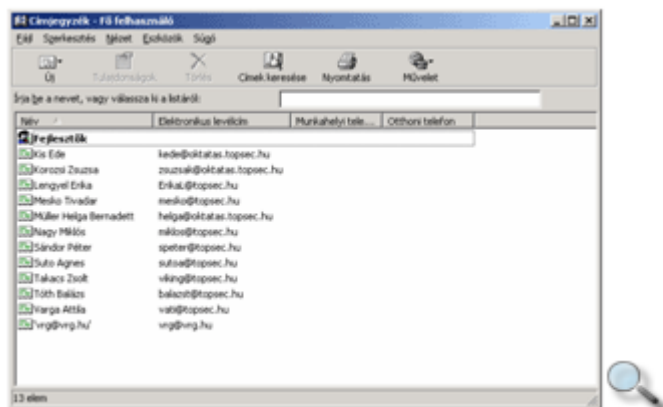 Címjegyzék - Fő felhasználó
Fájl Szerkesztés Nézet Eszközök Súgó
Új Tulajdonságok Törlés Címek keresése Nyomtatás Művelet
Írja be a nevet, vagy válassza ki a listáról:
Név Elektronikus levélcím Munkahelyi tele... Otthoni telefon
Fejlesztők
Kis Ede kede@oktatas.topsec.hu
Korozsi Zsuzsa zsuzsak@oktatas.topsec.hu
Lengyel Erika ErikaL@topsec.hu
Mesko Tivadar mesko@topsec.hu
Müller Helga Bernadett helga@oktatas.topsec.hu
Nagy Miklós miklos@topsec.hu
Sándor Péter speter@topsec.hu
Suto Agnes sutoa@topsec.hu
Takacs Zsolt viking@topsec.hu
Tóth Balázs balazst@topsec.hu
Varga Attila vati@topsec.hu
'vrg@vrg.hu' vrg@vrg.hu
13 elem